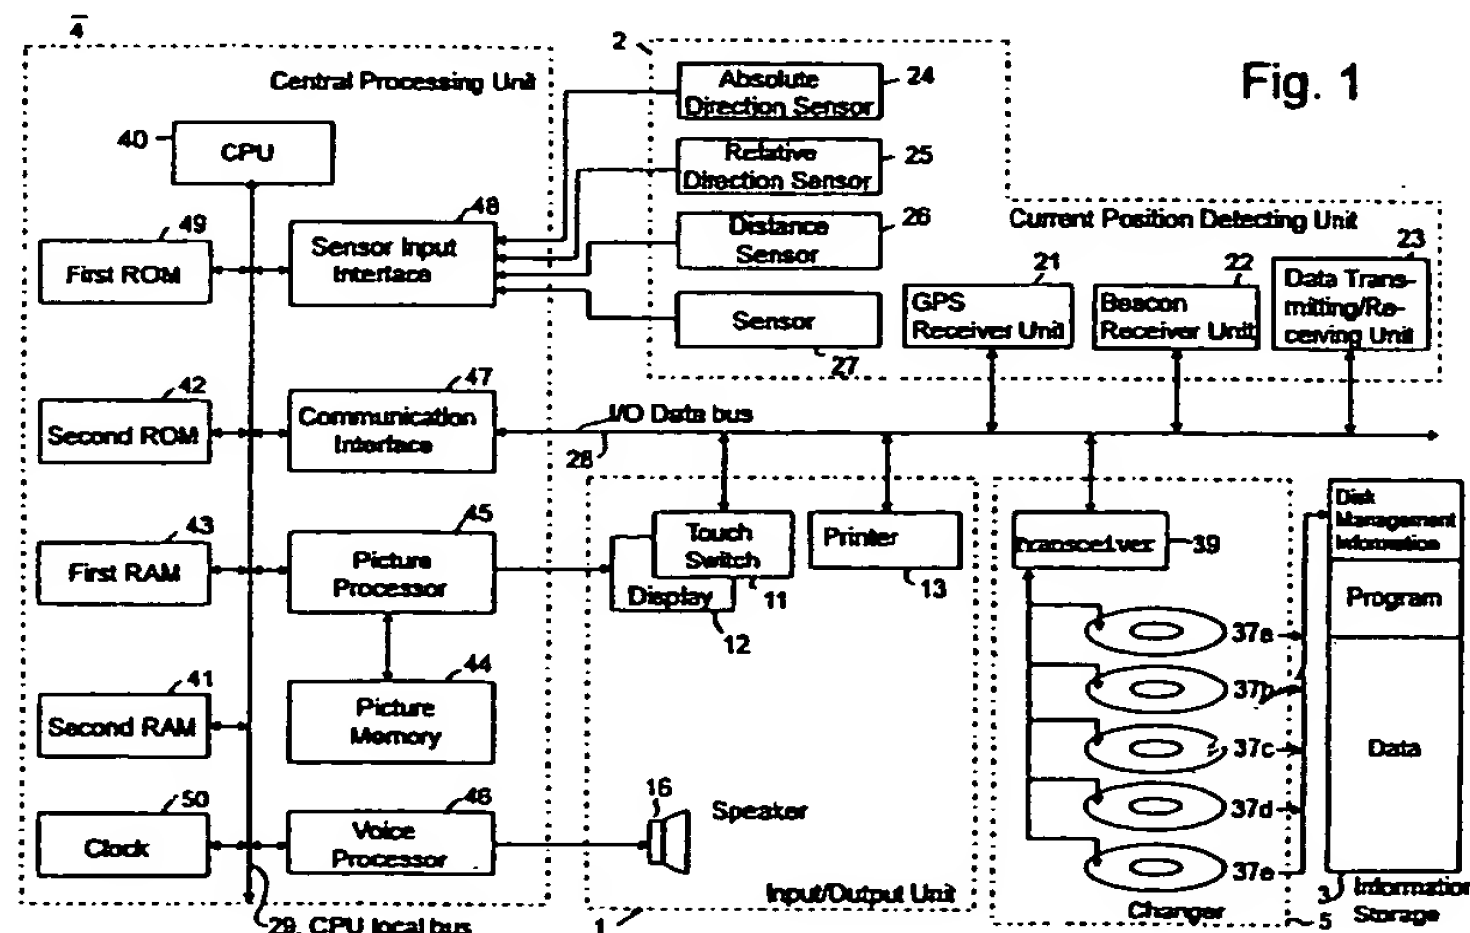 4
Central Processing Unit
40
CPU
49
First ROM
48
Sensor Input
Interface
42
Second ROM
47
Communication
Interface
43
First RAM
45
Picture
Processor
41
Second RAM
44
Picture
Memory
50
Clock
46
Voice
Processor
29, CPU local bus
2
Absolute
Direction Sensor
24
Relative
Direction Sensor
25
Distance
Sensor
26
Sensor
27
Fig. 1
Current Position Detecting Unit
21
GPS
Receiver Unit
22
Beacon
Receiver Unit
23
Data Trans-
mitting/Re-
ceiving Unit
I/O Data bus
28
Touch
Switch
11
Display
12
Printer
13
16
Speaker
Input/Output Unit
1
Transceiver
39
37a
37b
37c
37d
37e
Changer
5
Disk
Management
Information
Program
Data
3
Information
Storage